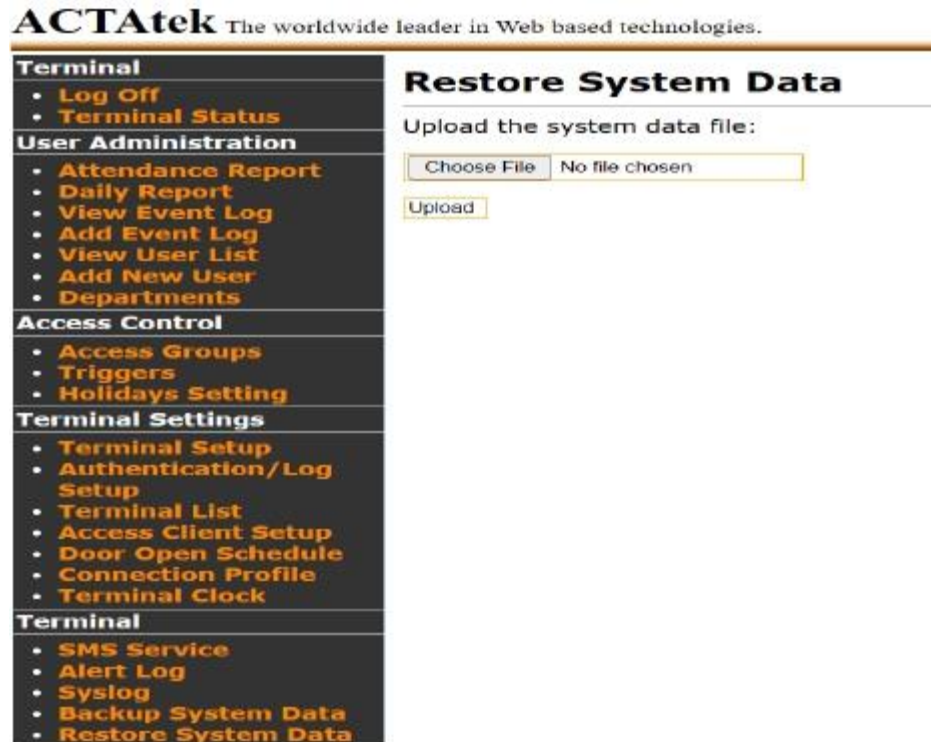 ACTAtek The worldwide leader in Web based technologies.
Terminal
Log Off
Terminal Status
User Administration
Attendance Report
Daily Report
View Event Log
Add Event Log
View User List
Add New User
Departments
Access Control
Access Groups
Triggers
Holidays Setting
Terminal Settings
Terminal Setup
Authentication/Log
Setup
Terminal List
Access Client Setup
Door Open Schedule
Connection Profile
Terminal Clock
Terminal
SMS Service
Alert Log
Syslog
Backup System Data
Restore System Data
Restore System Data
Upload the system data file:
Choose File No file chosen
Upload